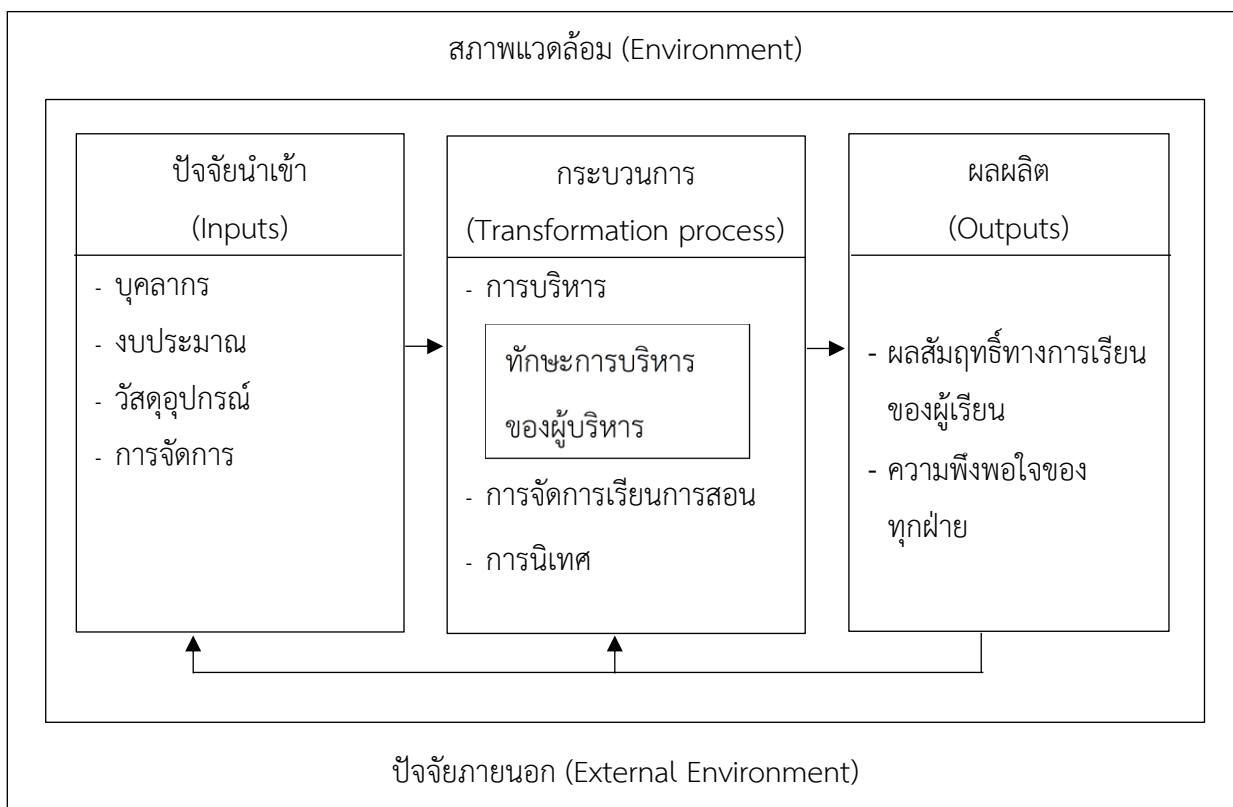 สภาพแวดล้อม (Environment)
ปัจจัยนำเข้า
(Inputs)
- บุคลากร
- งบประมาณ
- วัสดุอุปกรณ์
- การจัดการ
กระบวนการ
(Transformation process)
- การบริหาร
ทักษะการบริหาร
ของผู้บริหาร
- การจัดการเรียนการสอน
- การนิเทศ
ผลผลิต
(Outputs)
- ผลสัมฤทธิ์ทางการเรียน
ของผู้เรียน
- ความพึงพอใจของ
ทุกฝ่าย
ปัจจัยภายนอก (External Environment)